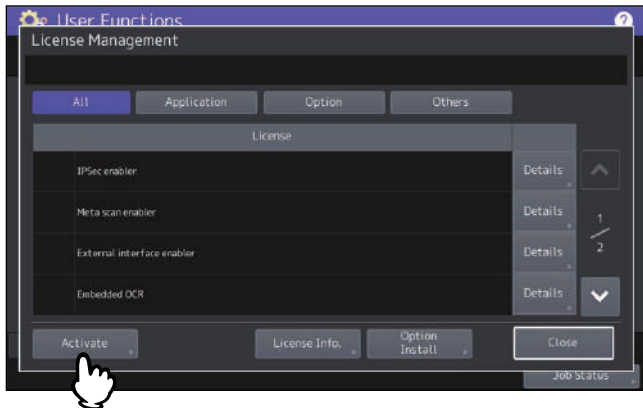 User Functions
?
License Management
All Application Option Others
License
IPSec enabler Details
Meta scan enabler Details
1
External interface enabler Details
2
Embedded OCR Details
Activate License Info. Option Install Close
Job Status